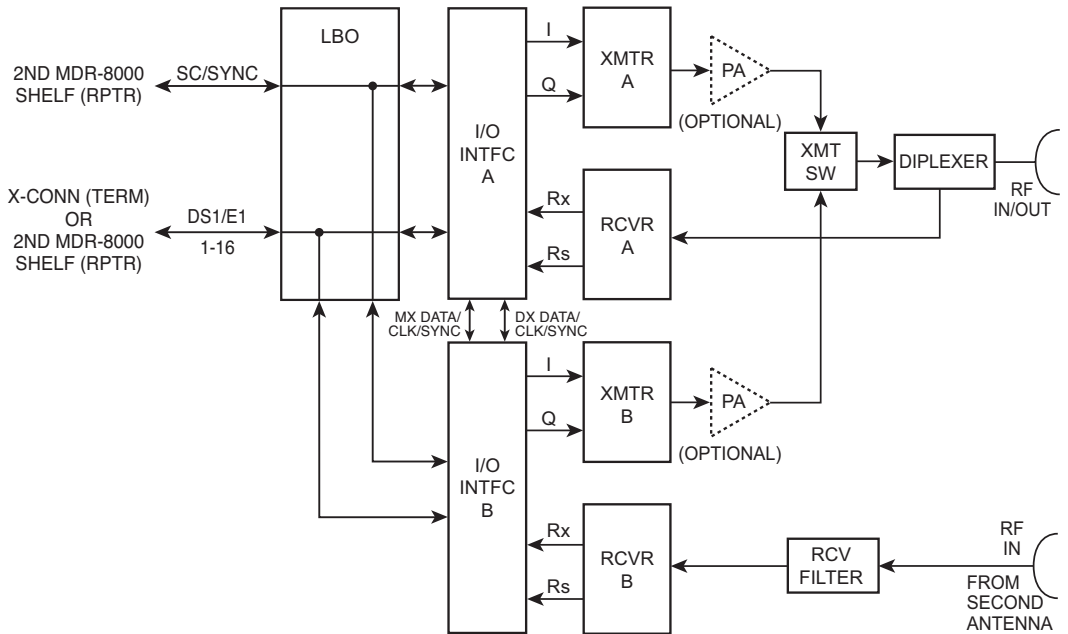 LBO
2ND MDR-8000
SHELF (RPTR)
SC/SYNC
X-CONN (TERM)
OR
2ND MDR-8000
SHELF (RPTR)
DS1/E1
1-16
I/O
INTFC
A
I
Q
XMTR
A
PA
(OPTIONAL)
XMT
SW
DIPLEXER
RF
IN/OUT
Rx
Rs
RCVR
A
MX DATA/
CLK/SYNC
DX DATA/
CLK/SYNC
I/O
INTFC
B
I
Q
XMTR
B
PA
(OPTIONAL)
Rx
Rs
RCVR
B
RCV
FILTER
RF
IN
FROM
SECOND
ANTENNA